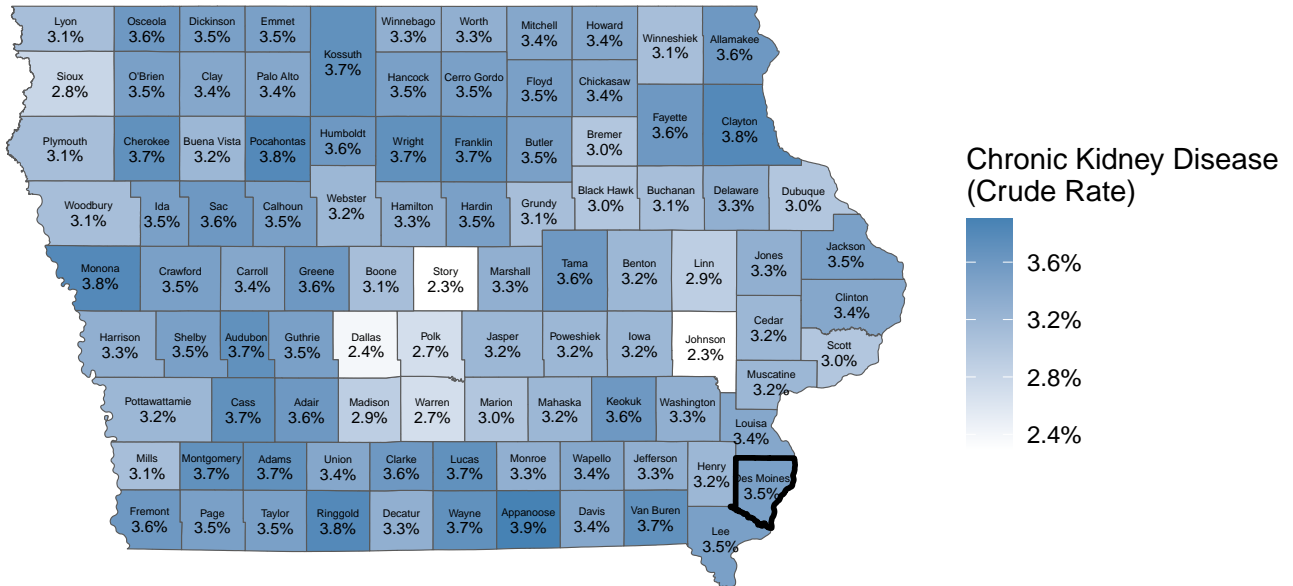 Lyon
3.1%
Osceola
3.6%
Dickinson
3.5%
Emmet
3.5%
Kossuth
3.7%
Winnebago
3.3%
Worth
3.3%
Mitchell
3.4%
Howard
3.4%
Winneshiek
3.1%
Allamakee
3.6%
Sioux
2.8%
O'Brien
3.5%
Clay
3.4%
Palo Alto
3.4%
Hancock
3.5%
Cerro Gordo
3.5%
Floyd
3.5%
Chickasaw
3.4%
Fayette
3.6%
Clayton
3.8%
Plymouth
3.1%
Cherokee
3.7%
Buena Vista
3.2%
Pocahontas
3.8%
Humboldt
3.6%
Wright
3.7%
Franklin
3.7%
Butler
3.5%
Bremer
3.0%
Woodbury
3.1%
Ida
3.5%
Sac
3.6%
Calhoun
3.5%
Webster
3.2%
Hamilton
3.3%
Hardin
3.5%
Grundy
3.1%
Black Hawk
3.0%
Buchanan
3.1%
Delaware
3.3%
Dubuque
3.0%
Monona
3.8%
Crawford
3.5%
Carroll
3.4%
Greene
3.6%
Boone
3.1%
Story
2.3%
Marshall
3.3%
Tama
3.6%
Benton
3.2%
Linn
2.9%
Jones
3.3%
Jackson
3.5%
Clinton
3.4%
Harrison
3.3%
Shelby
3.5%
Audubon
3.7%
Guthrie
3.5%
Dallas
2.4%
Polk
2.7%
Jasper
3.2%
Poweshiek
3.2%
Iowa
3.2%
Johnson
2.3%
Cedar
3.2%
Scott
3.0%
Muscatine
3.2%
Pottawattamie
3.2%
Cass
3.7%
Adair
3.6%
Madison
2.9%
Warren
2.7%
Marion
3.0%
Mahaska
3.2%
Keokuk
3.6%
Washington
3.3%
Louisa
3.4%
Mills
3.1%
Montgomery
3.7%
Adams
3.7%
Union
3.4%
Clarke
3.6%
Lucas
3.7%
Monroe
3.3%
Wapello
3.4%
Jefferson
3.3%
Henry
3.2%
Des Moines
3.5%
Fremont
3.6%
Page
3.5%
Taylor
3.5%
Ringgold
3.8%
Decatur
3.3%
Wayne
3.7%
Appanoose
3.9%
Davis
3.4%
Van Buren
3.7%
Lee
3.5%
Chronic Kidney Disease
(Crude Rate)
3.6%
3.2%
2.8%
2.4%